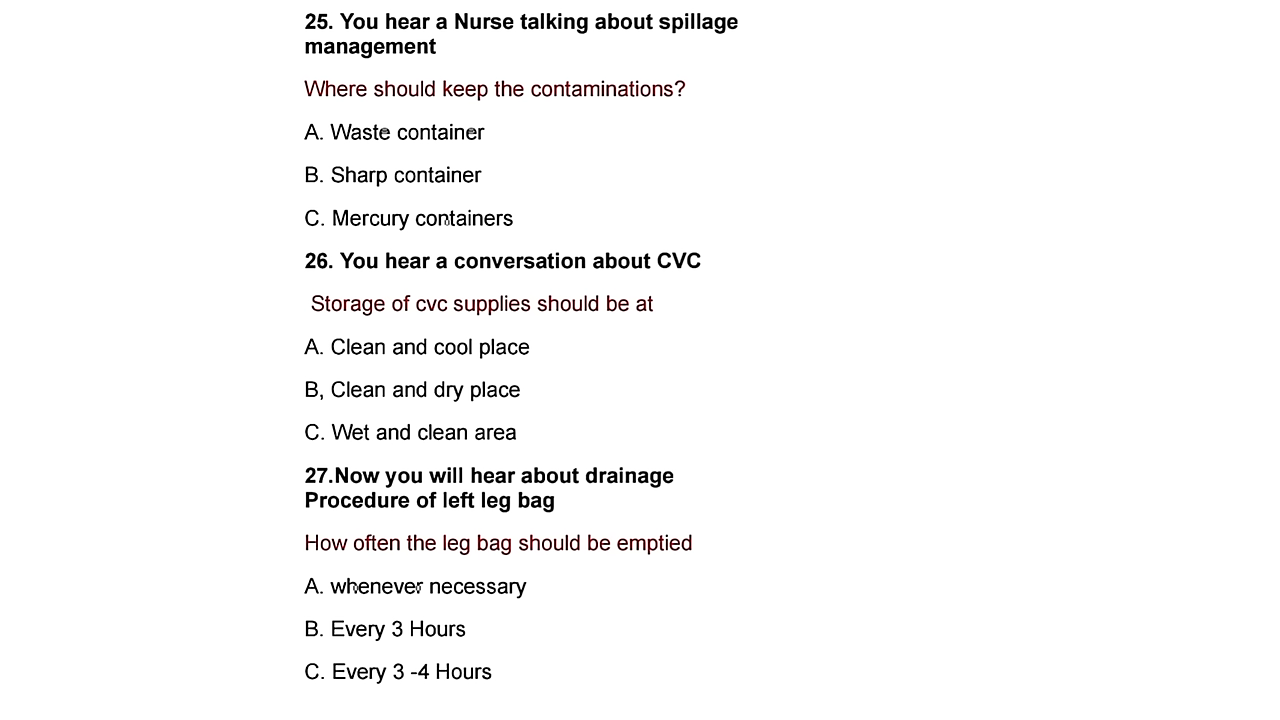 25. You hear a Nurse talking about spillage
management
Where should keep the contaminations?
A. Waste container
B. Sharp container
C. Mercury containers
26. You hear a conversation about CVC
Storage of cvc supplies should be at
A. Clean and cool place
B, Clean and dry place
C. Wet and clean area
27.Now you will hear about drainage
Procedure of left leg bag
How often the leg bag should be emptied
A. whenever necessary
B. Every 3 Hours
C. Every 3 -4 Hours